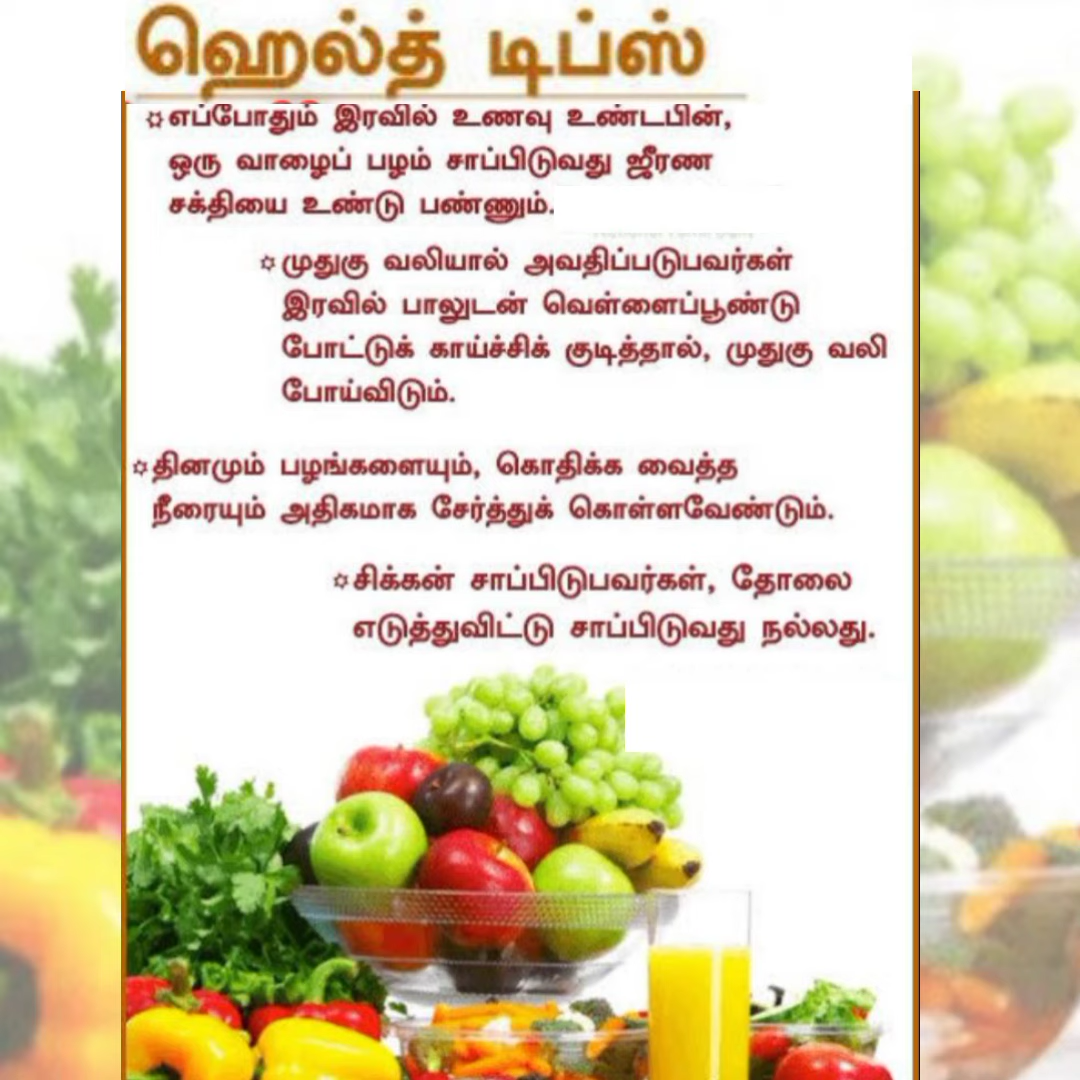 ஹெல்த் டிப்ஸ்
☼எப்போதும் இரவில் உணவு உண்டபின்,
ஒரு வாழைப் பழம் சாப்பிடுவது ஜீரண
சக்தியை உண்டு பண்ணும்.
☼முதுகு வலியால் அவதிப்படுபவர்கள்
இரவில் பாலுடன் வெள்ளைப்பூண்டு
போட்டுக் காய்ச்சிக் குடித்தால், முதுகு வலி
போய்விடும்.
☼தினமும் பழங்களையும், கொதிக்க வைத்த
நீரையும் அதிகமாக சேர்த்துக் கொள்ளவேண்டும்.
☼சிக்கன் சாப்பிடுபவர்கள், தோலை
எடுத்துவிட்டு சாப்பிடுவது நல்லது.